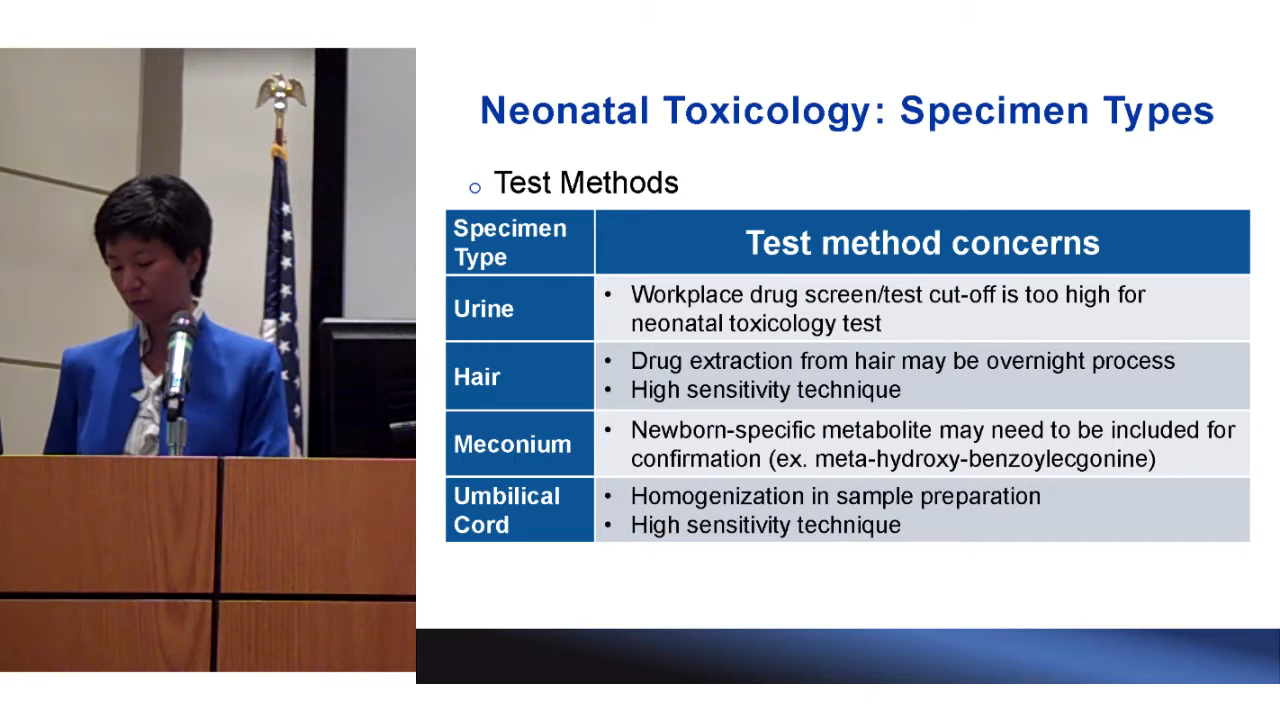 Neonatal Toxicology: Specimen Types
○ Test Methods
Specimen Type
Test method concerns
Urine
• Workplace drug screen/test cut-off is too high for
neonatal toxicology test
Hair
• Drug extraction from hair may be overnight process
• High sensitivity technique
Meconium
• Newborn-specific metabolite may need to be included for
confirmation (ex. meta-hydroxy-benzoylecgonine)
Umbilical
Cord
• Homogenization in sample preparation
• High sensitivity technique